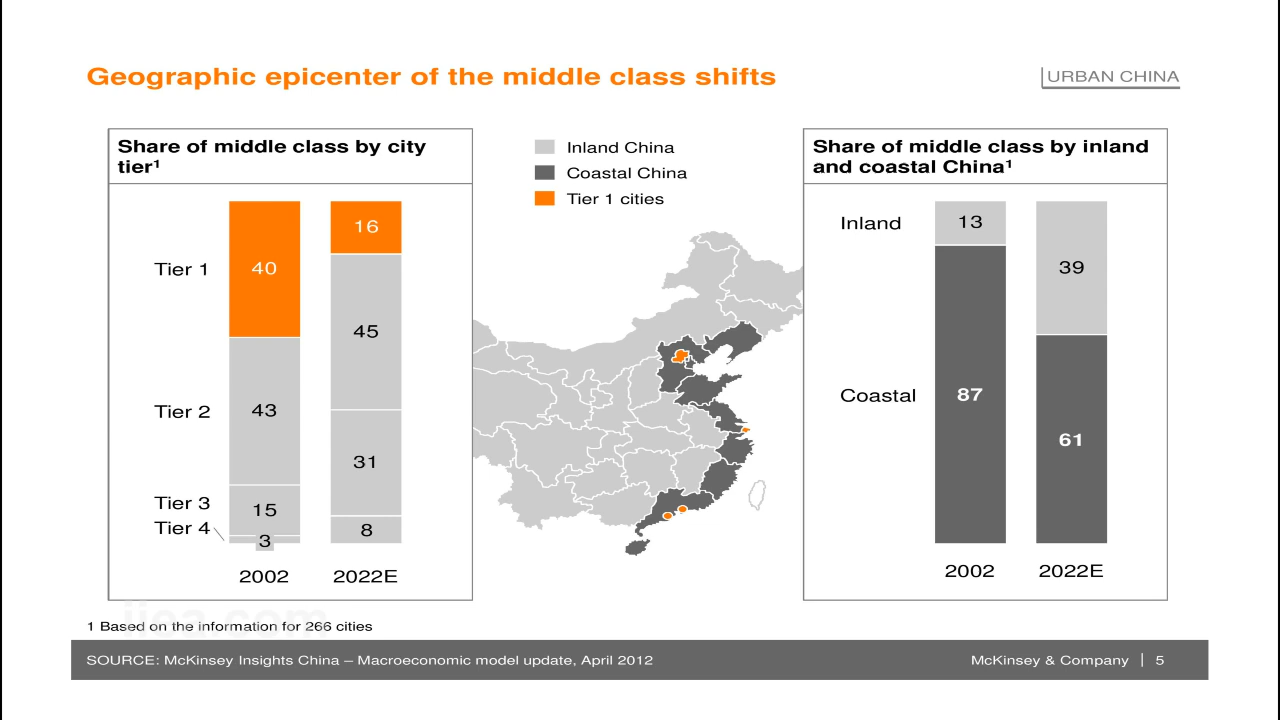 Geographic epicenter of the middle class shifts
URBAN CHINA
Share of middle class by city
tier¹
Tier 1
Tier 2
Tier 3
Tier 4
40
43
15
3
16
45
31
8
2002
2022E
Inland China
Coastal China
Tier 1 cities
Share of middle class by inland
and coastal China¹
Inland
Coastal
13
87
39
61
2002
2022E
iiea.com
1 Based on the information for 266 cities
SOURCE: McKinsey Insights China – Macroeconomic model update, April 2012
McKinsey & Company | 5